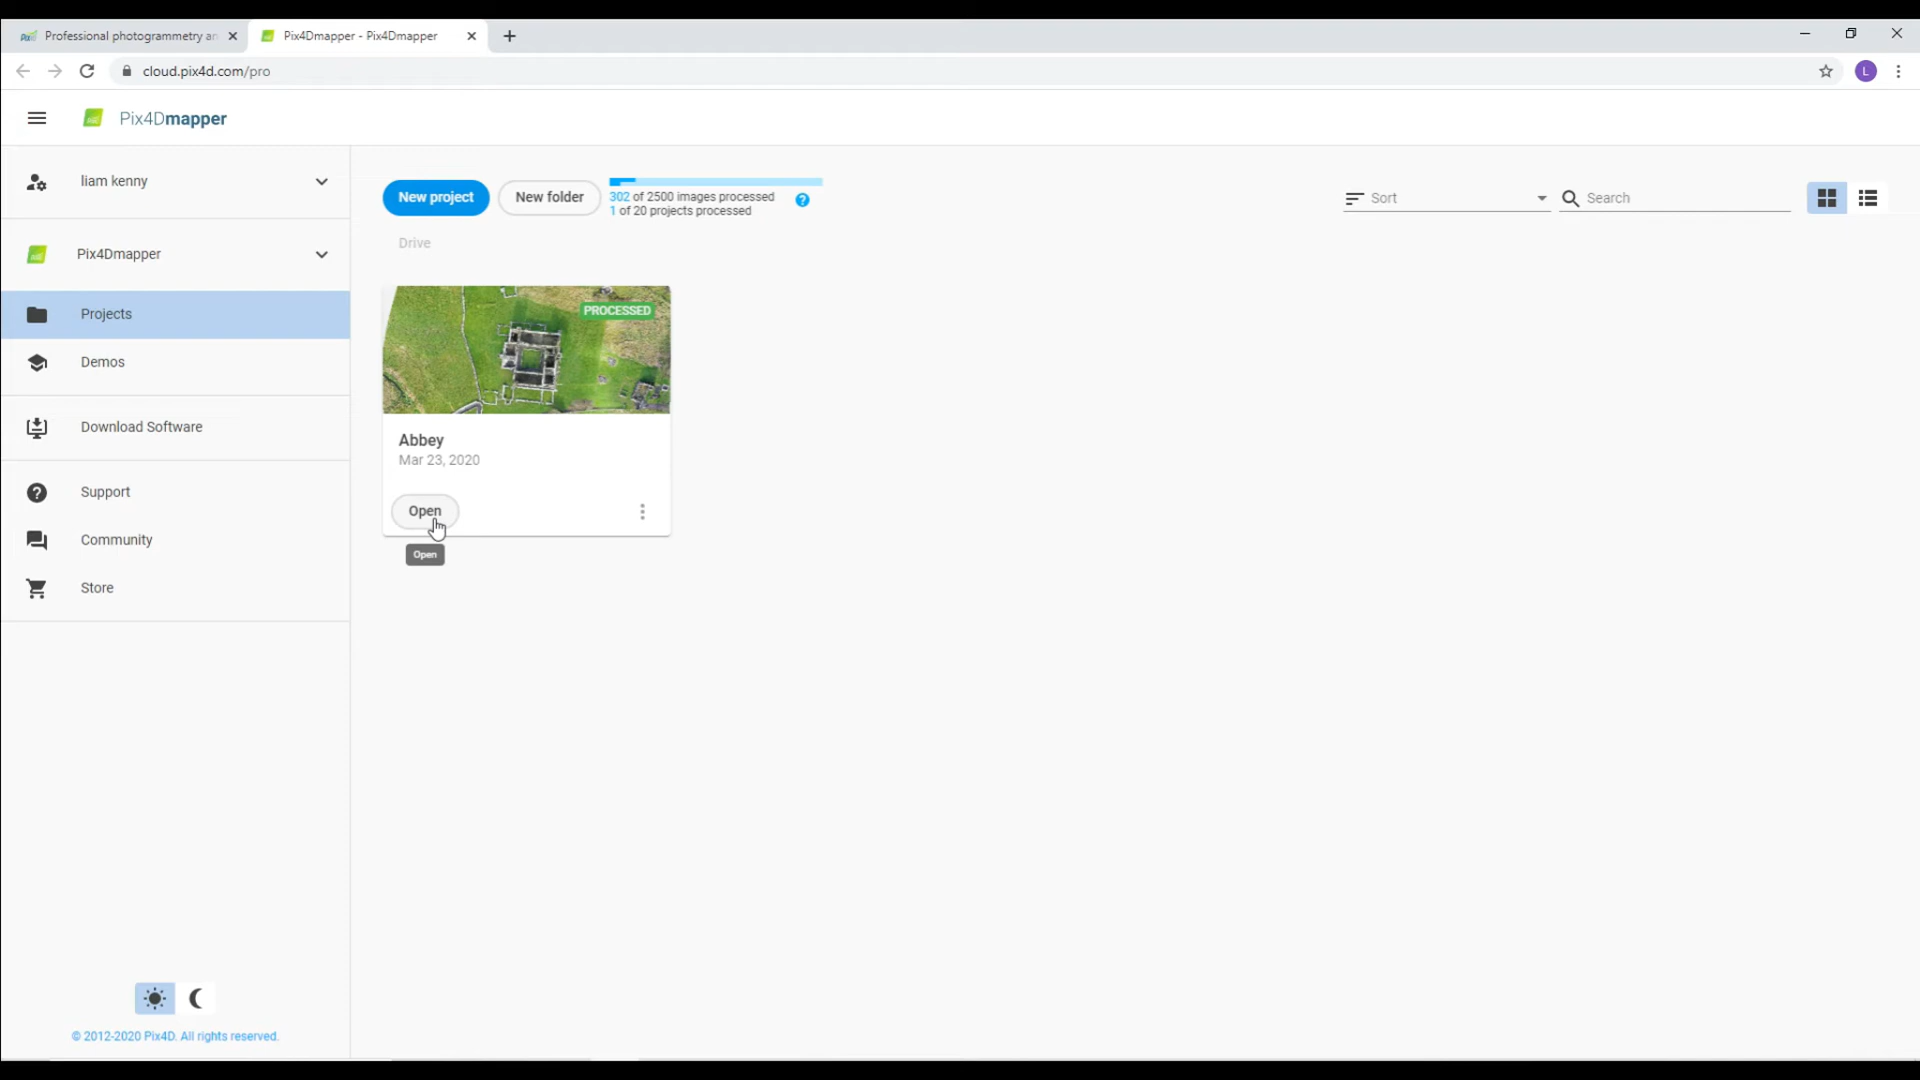 Professional photogrammetry an
Pix4Dmapper - Pix4Dmapper
cloud.pix4d.com/pro
L
Pix4Dmapper
liam kenny
Pix4Dmapper
Projects
Demos
Download Software
Support
Community
Store
© 2012-2020 Pix4D. All rights reserved.
New project
New folder
302 of 2500 images processed
1 of 20 projects processed
Sort
Search
Drive
PROCESSED
Abbey
Mar 23, 2020
Open
Open